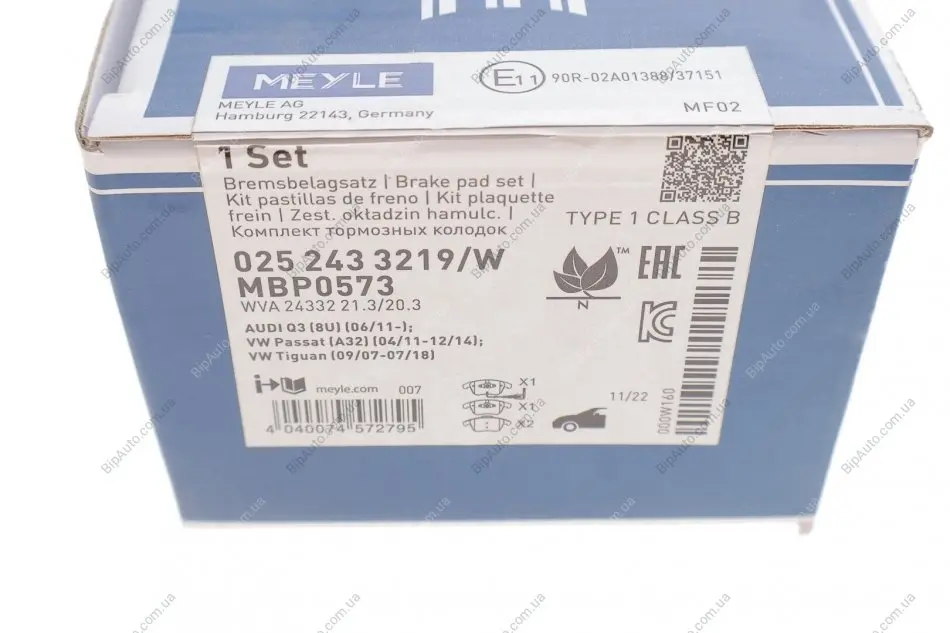 MEYLE
MEYLE AG
Hamburg 22143, Germany
E11 90R-02A01388/37151
MF02
1 Set
Bremsbelagsatz | Brake pad set |
Kit pastillas de freno | Kit plaquette
frein | Zest. okładzin hamulc. |
Комплект тормозных колодок
TYPE 1 CLASS B
025 243 3219/W
MBP0573
WVA 24332 21.3/20.3
TM
N
EAC
AUDI Q3 (8U) (06/11-);
VW Passat (A32) (04/11-12/14);
VW Tiguan (09/07-07/18)
meyle.com 007
X1
X1
X2
11/22
000W160
4 040074 572795
BipAuto.com.ua